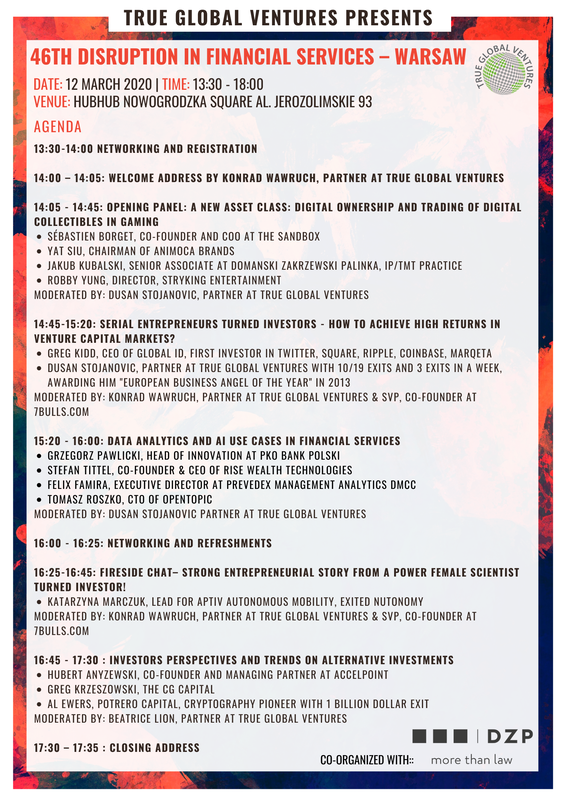 TRUE GLOBAL VENTURES PRESENTS
46TH DISRUPTION IN FINANCIAL SERVICES – WARSAW
TRUE GLOBAL VENTURES
DATE: 12 MARCH 2020 | TIME: 13:30 - 18:00
VENUE: HUBHUB NOWOGRODZKA SQUARE AL. JEROZOLIMSKIE 93
AGENDA
13:30-14:00 NETWORKING AND REGISTRATION
14:00 – 14:05: WELCOME ADDRESS BY KONRAD WAWRUCH, PARTNER AT TRUE GLOBAL VENTURES
14:05 - 14:45: OPENING PANEL: A NEW ASSET CLASS: DIGITAL OWNERSHIP AND TRADING OF DIGITAL
COLLECTIBLES IN GAMING
• SÉBASTIEN BORGET, CO-FOUNDER AND COO AT THE SANDBOX
• YAT SIU, CHAIRMAN OF ANIMOCA BRANDS
• JAKUB KUBALSKI, SENIOR ASSOCIATE AT DOMANSKI ZAKRZEWSKI PALINKA, IP/TMT PRACTICE
• ROBBY YUNG, DIRECTOR, STRYKING ENTERTAINMENT
MODERATED BY: DUSAN STOJANOVIC, PARTNER AT TRUE GLOBAL VENTURES
14:45-15:20: SERIAL ENTREPRENEURS TURNED INVESTORS - HOW TO ACHIEVE HIGH RETURNS IN
VENTURE CAPITAL MARKETS?
• GREG KIDD, CEO OF GLOBAL ID, FIRST INVESTOR IN TWITTER, SQUARE, RIPPLE, COINBASE, MARQETA
• DUSAN STOJANOVIC, PARTNER AT TRUE GLOBAL VENTURES WITH 10/19 EXITS AND 3 EXITS IN A WEEK,
AWARDING HIM "EUROPEAN BUSINESS ANGEL OF THE YEAR" IN 2013
MODERATED BY: KONRAD WAWRUCH, PARTNER AT TRUE GLOBAL VENTURES & SVP, CO-FOUNDER AT
7BULLS.COM
15:20 - 16:00: DATA ANALYTICS AND AI USE CASES IN FINANCIAL SERVICES
• GRZEGORZ PAWLICKI, HEAD OF INNOVATION AT PKO BANK POLSKI
• STEFAN TITTEL, CO-FOUNDER & CEO OF RISE WEALTH TECHNOLOGIES
• FELIX FAMIRA, EXECUTIVE DIRECTOR AT PREVEDEX MANAGEMENT ANALYTICS DMCC
• TOMASZ ROSZKO, CTO OF OPENTOPIC
MODERATED BY: DUSAN STOJANOVIC PARTNER AT TRUE GLOBAL VENTURES
16:00 - 16:25: NETWORKING AND REFRESHMENTS
16:25-16:45: FIRESIDE CHAT– STRONG ENTREPRENEURIAL STORY FROM A POWER FEMALE SCIENTIST
TURNED INVESTOR!
• KATARZYNA MARCZUK, LEAD FOR APTIV AUTONOMOUS MOBILITY, EXITED NUTONOMY
MODERATED BY: KONRAD WAWRUCH, PARTNER AT TRUE GLOBAL VENTURES & SVP, CO-FOUNDER AT
7BULLS.COM
16:45 - 17:30 : INVESTORS PERSPECTIVES AND TRENDS ON ALTERNATIVE INVESTMENTS
• HUBERT ANYZEWSKI, CO-FOUNDER AND MANAGING PARTNER AT ACCELPOINT
• GREG KRZESZOWSKI, THE CG CAPITAL
• AL EWERS, POTRERO CAPITAL, CRYPTOGRAPHY PIONEER WITH 1 BILLION DOLLAR EXIT
MODERATED BY: BEATRICE LION, PARTNER AT TRUE GLOBAL VENTURES
17:30 – 17:35 : CLOSING ADDRESS
DZP
CO-ORGANIZED WITH:: more than law